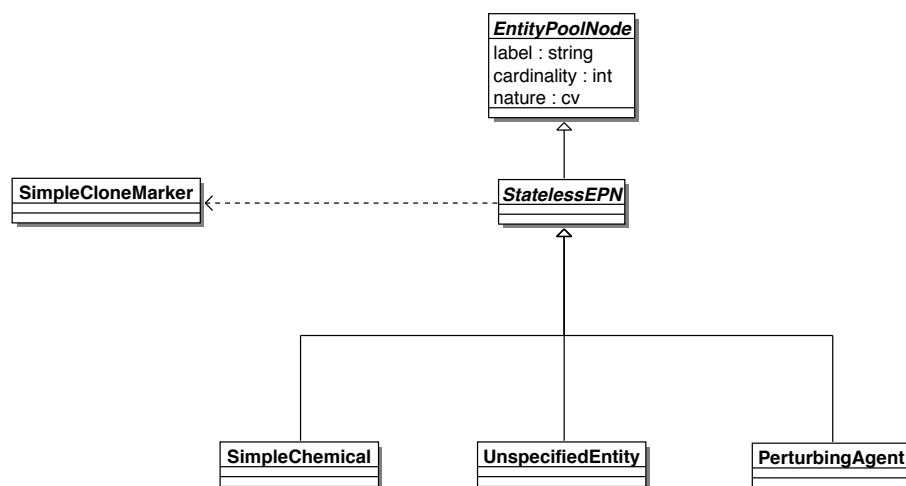 EntityPoolNode
label : string
cardinality : int
nature : cv
SimpleCloneMarker
StatelessEPN
SimpleChemical
UnspecifiedEntity
PerturbingAgent